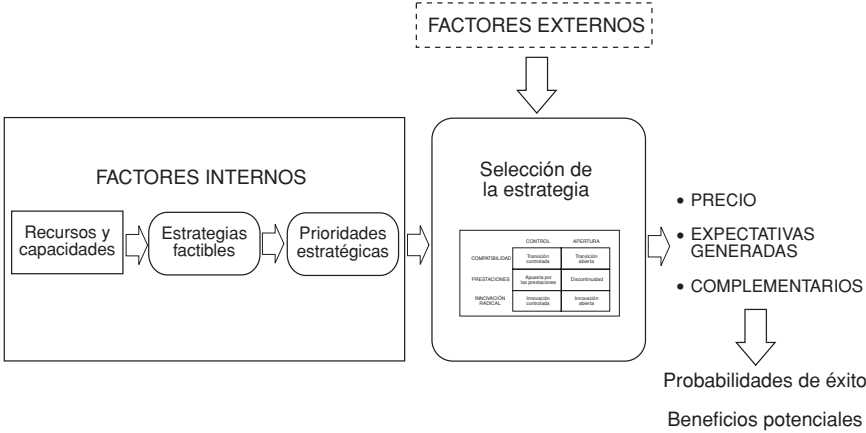 FACTORES EXTERNOS
FACTORES INTERNOS
Recursos y
capacidades
Estrategias
factibles
Prioridades
estratégicas
Selección de
la estrategia
CONTROL APERTURA
COMPATIBILIDAD
Transición
controlada
Transición
abierta
PRESTACIONES
Apuesta por
las prestaciones
Discontinuidad
INNOVACIÓN
RADICAL
Innovación
controlada
Innovación
abierta
• PRECIO
• EXPECTATIVAS
GENERADAS
• COMPLEMENTARIOS
Probabilidades de éxito
Beneficios potenciales